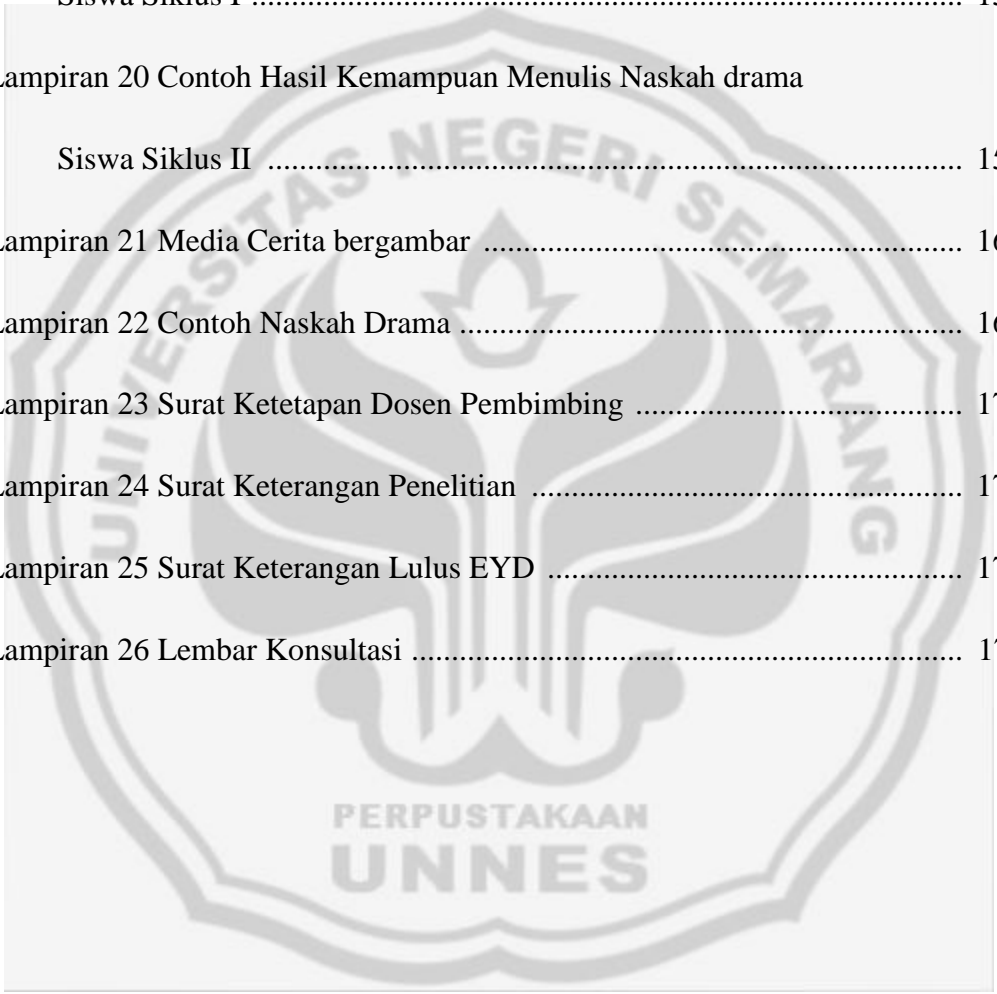 Siswa Siklus I ............................................................................................
Lampiran 20 Contoh Hasil Kemampuan Menulis Naskah drama
Siswa Siklus II ..........................................................................................
Lampiran 21 Media Cerita bergambar ..............................................................
Lampiran 22 Contoh Naskah Drama .................................................................
Lampiran 23 Surat Ketetapan Dosen Pembimbing ...........................................
Lampiran 24 Surat Keterangan Penelitian .........................................................
Lampiran 25 Surat Keterangan Lulus EYD .......................................................
Lampiran 26 Lembar Konsultasi .......................................................................
UNIVERSITAS NEGERI SEMARANG
PERPUSTAKAAN
UNNES